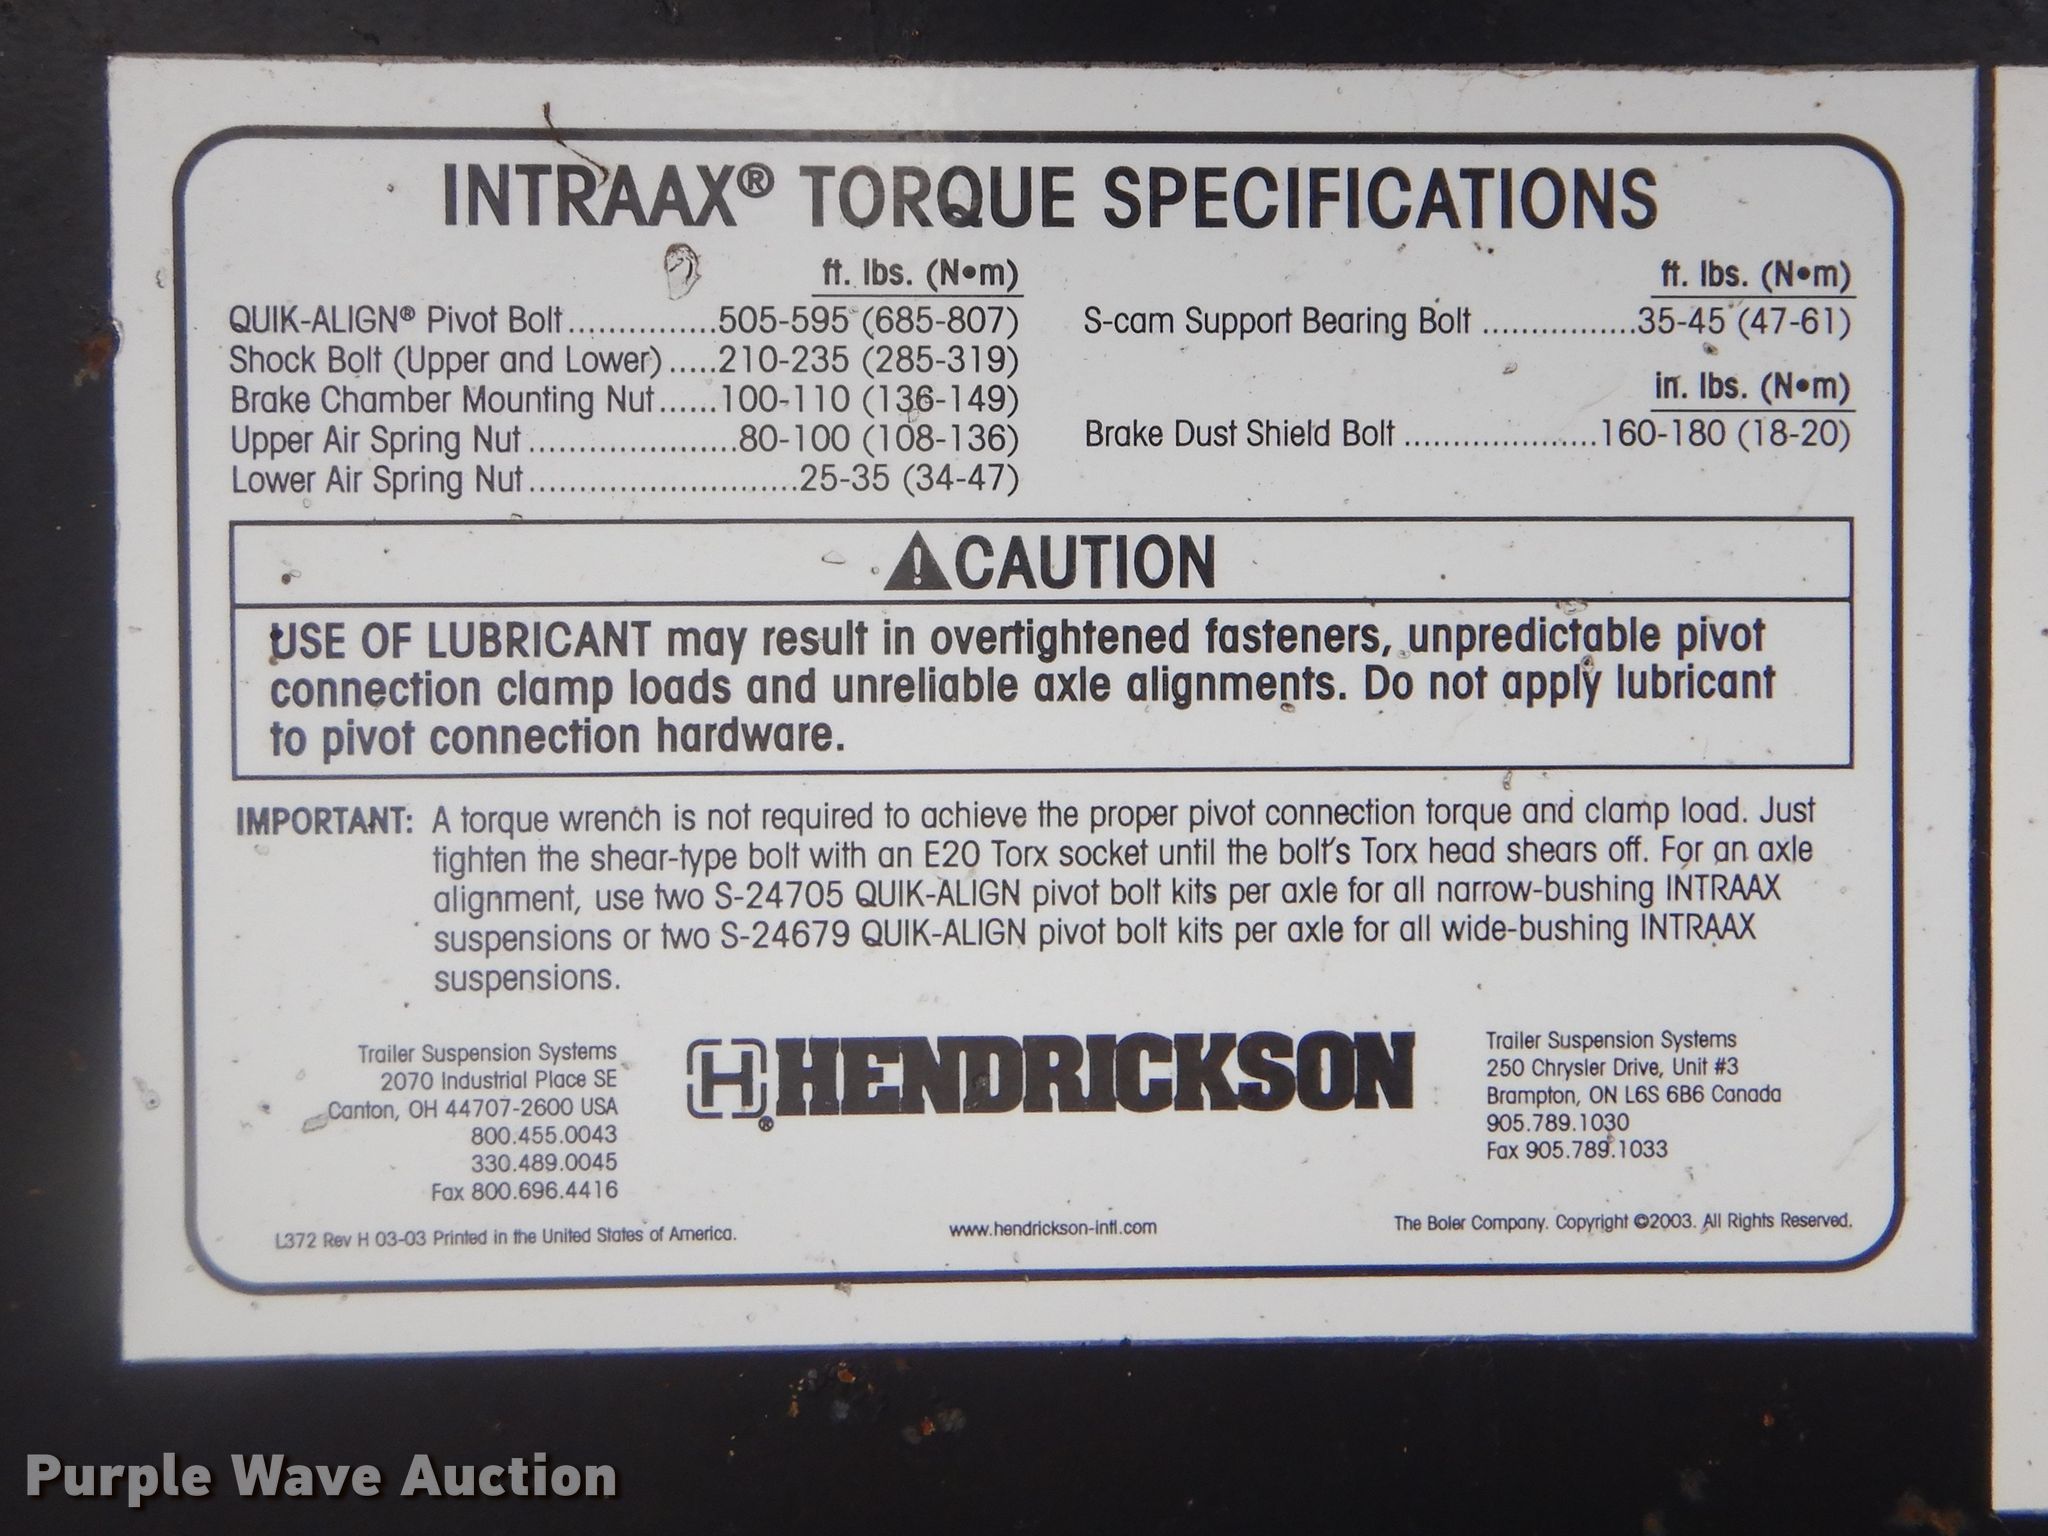 INTRAAX® TORQUE SPECIFICATIONS
ft. lbs. (N•m)
QUIK-ALIGN® Pivot Bolt...............505-595 (685-807)
Shock Bolt (Upper and Lower).....210-235 (285-319)
Brake Chamber Mounting Nut......100-110 (136-149)
Upper Air Spring Nut.....................80-100 (108-136)
Lower Air Spring Nut...........................25-35 (34-47)
ft. lbs. (N•m)
S-cam Support Bearing Bolt ................35-45 (47-61)
in. lbs. (N•m)
Brake Dust Shield Bolt ...................160-180 (18-20)
CAUTION
USE OF LUBRICANT may result in overtightened fasteners, unpredictable pivot
connection clamp loads and unreliable axle alignments. Do not apply lubricant
to pivot connection hardware.
IMPORTANT: A torque wrench is not required to achieve the proper pivot connection torque and clamp load. Just
tighten the shear-type bolt with an E20 Torx socket until the bolt's Torx head shears off. For an axle
alignment, use two S-24705 QUIK-ALIGN pivot bolt kits per axle for all narrow-bushing INTRAAX
suspensions or two S-24679 QUIK-ALIGN pivot bolt kits per axle for all wide-bushing INTRAAX
suspensions.
Trailer Suspension Systems
2070 Industrial Place SE
Canton, OH 44707-2600 USA
800.455.0043
330.489.0045
Fax 800.696.4416
H® HENDRICKSON
Trailer Suspension Systems
250 Chrysler Drive, Unit #3
Brampton, ON L6S 6B6 Canada
905.789.1030
Fax 905.789.1033
L372 Rev H 03-03 Printed in the United States of America.
www.hendrickson-intl.com
The Boler Company. Copyright ©2003. All Rights Reserved.
Purple Wave Auction